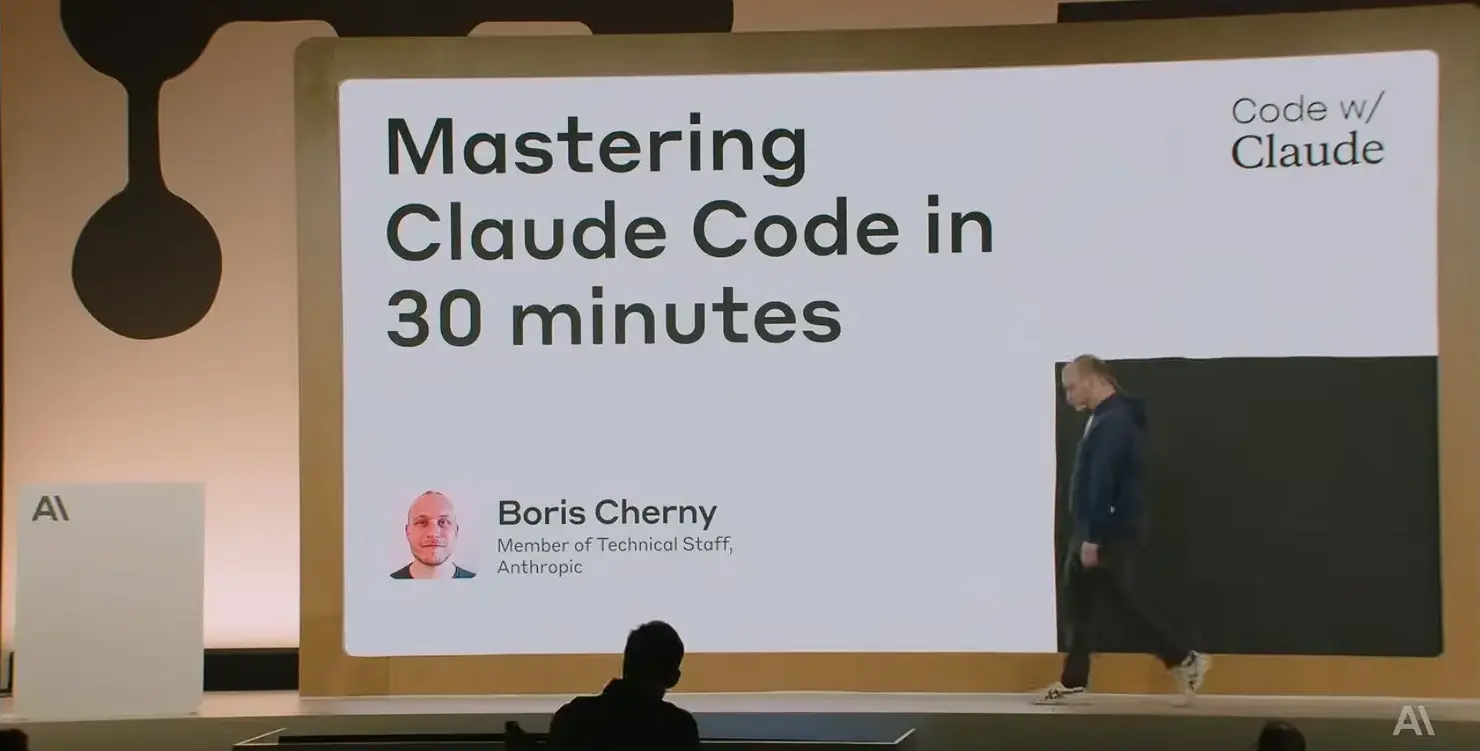 Mastering
Claude Code in
30 minutes
Code w/
Claude
Boris Cherny
Member of Technical Staff,
Anthropic
A\
A\